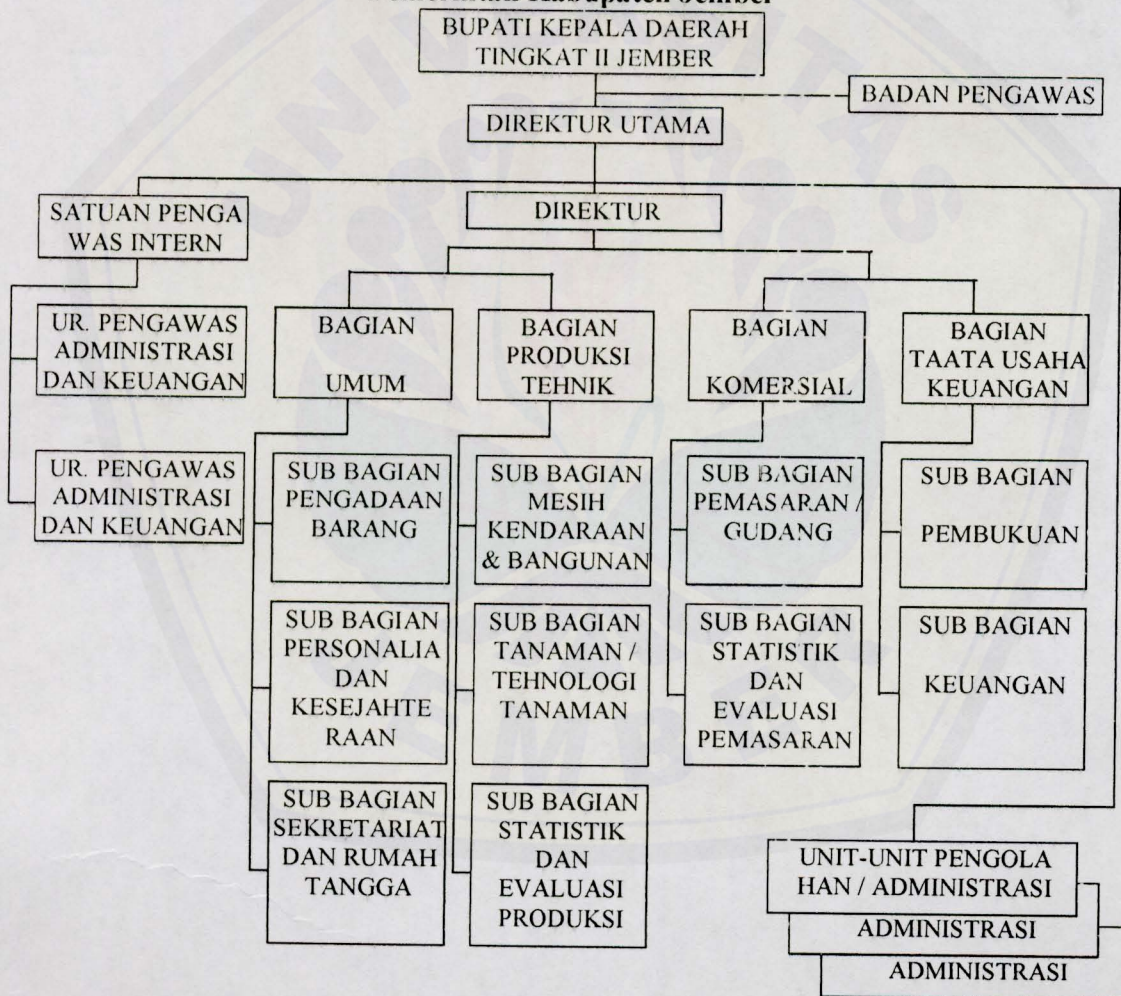 BUPATI KEPALA DAERAH
TINGKAT II JEMBER
BADAN PENGAWAS
DIREKTUR UTAMA
SATUAN PENGA
WAS INTERN
DIREKTUR
UR. PENGAWAS
ADMINISTRASI
DAN KEUANGAN
BAGIAN
UMUM
BAGIAN
PRODUKSI
TEHNIK
BAGIAN
KOMERSIAL
BAGIAN
TAATA USAHA
KEUANGAN
UR. PENGAWAS
ADMINISTRASI
DAN KEUANGAN
SUB BAGIAN
PENGADAAN
BARANG
SUB BAGIAN
MESIH
KENDARAAN
& BANGUNAN
SUB BAGIAN
PEMASARAN /
GUDANG
SUB BAGIAN
PEMBUKUAN
SUB BAGIAN
PERSONALIA
DAN
KESEJAHTE
RAAN
SUB BAGIAN
TANAMAN /
TEHNOLOGI
TANAMAN
SUB BAGIAN
STATISTIK
DAN
EVALUASI
PEMASARAN
SUB BAGIAN
KEUANGAN
SUB BAGIAN
SEKRETARIAT
DAN RUMAH
TANGGA
SUB BAGIAN
STATISTIK
DAN
EVALUASI
PRODUKSI
UNIT-UNIT PENGOLA
HAN / ADMINISTRASI
ADMINISTRASI
ADMINISTRASI
UNIVERSITAS
JEMBER